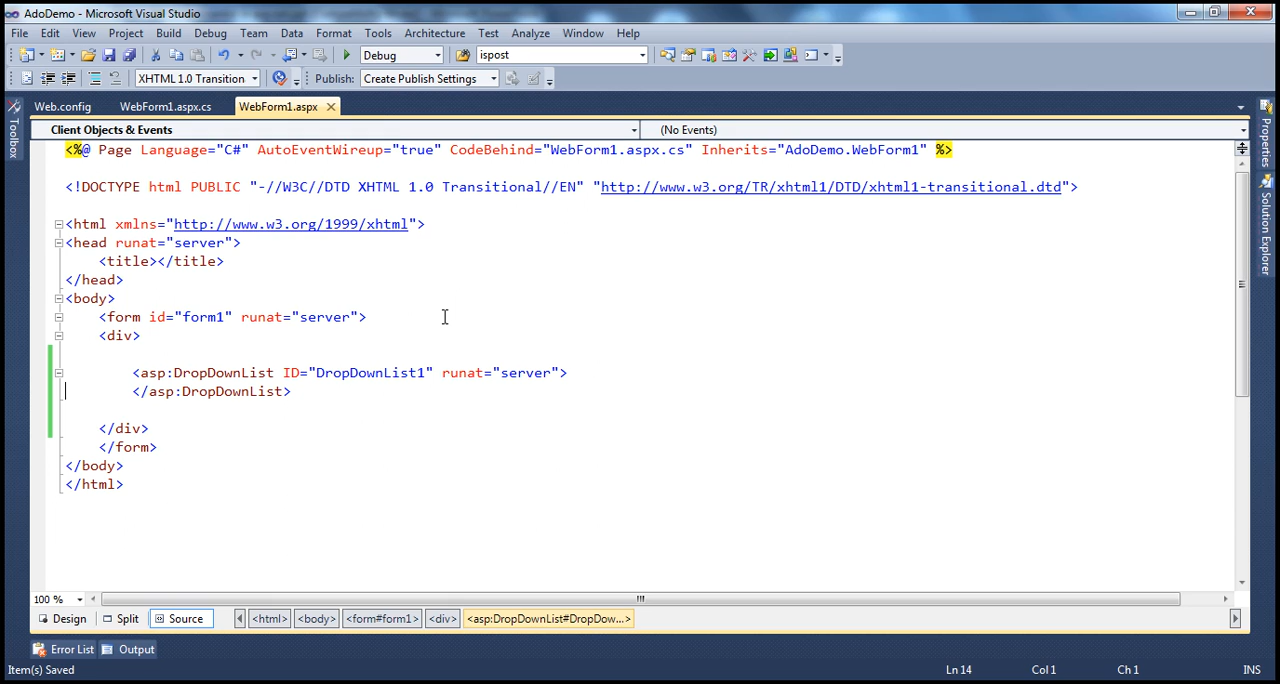 AdoDemo - Microsoft Visual Studio
File Edit View Project Build Debug Team Data Format Tools Architecture Test Analyze Window Help
Debug ispost
XHTML 1.0 Transition Publish: Create Publish Settings
Web.config WebForm1.aspx.cs WebForm1.aspx
Toolbox
Properties
Solution Explorer
Client Objects & Events (No Events)
<%@ Page Language="C#" AutoEventWireup="true" CodeBehind="WebForm1.aspx.cs" Inherits="AdoDemo.WebForm1" %>
<!DOCTYPE html PUBLIC "-//W3C//DTD XHTML 1.0 Transitional//EN" "http://www.w3.org/TR/xhtml1/DTD/xhtml1-transitional.dtd">
<html xmlns="http://www.w3.org/1999/xhtml">
<head runat="server">
<title></title>
</head>
<body>
<form id="form1" runat="server">
<div>
<asp:DropDownList ID="DropDownList1" runat="server">
</asp:DropDownList>
</div>
</form>
</body>
</html>
100 %
Design Split Source <html> <body> <form#form1> <div> <asp:DropDownList#DropDow...>
Error List Output
Item(s) Saved Ln 14 Col 1 Ch 1 INS